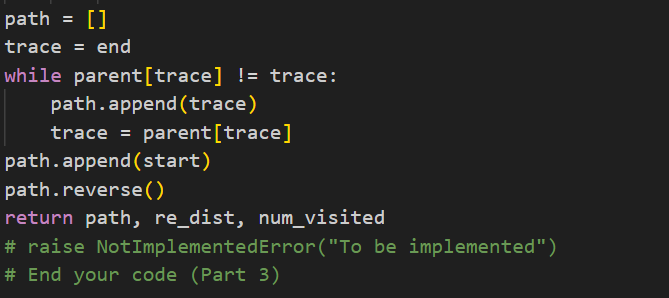 path = []
trace = end
while parent[trace] != trace:
    path.append(trace)
    trace = parent[trace]
path.append(start)
path.reverse()
return path, re_dist, num_visited
# raise NotImplementedError("To be implemented")
# End your code (Part 3)